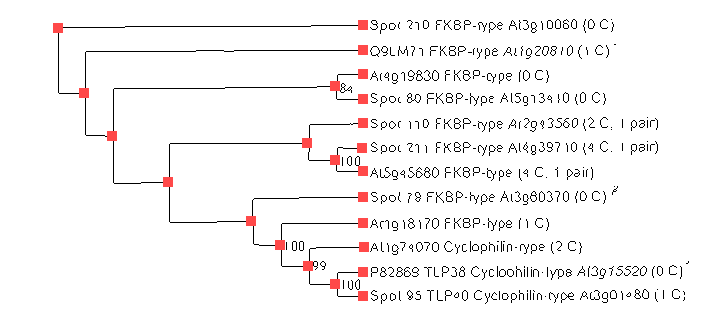 Spot 210 FKBP-type At3g10060 (0 C)
Q9LM71 FKBP-type At1g20810 (1 C)
At4g19830 FKBP-type (0 C)
84
Spot 80 FKBP-type At5g13410 (0 C)
Spot 110 FKBP-type At2g43560 (2 C, 1 pair)
Spot 211 FKBP-type At4g39710 (4 C, 1 pair)
100
At5g45680 FKBP-type (4 C, 1 pair)
Spot 79 FKBP-type At3g60370 (0 C)
At1g18170 FKBP-type (1 C)
100
At1g74070 Cyclophilin-type (2 C)
99
P82869 TLP38 Cyclophilin-type At3g15520 (0 C)
100
Spot 95 TLP40 Cyclophilin-type At3g01480 (1 C)